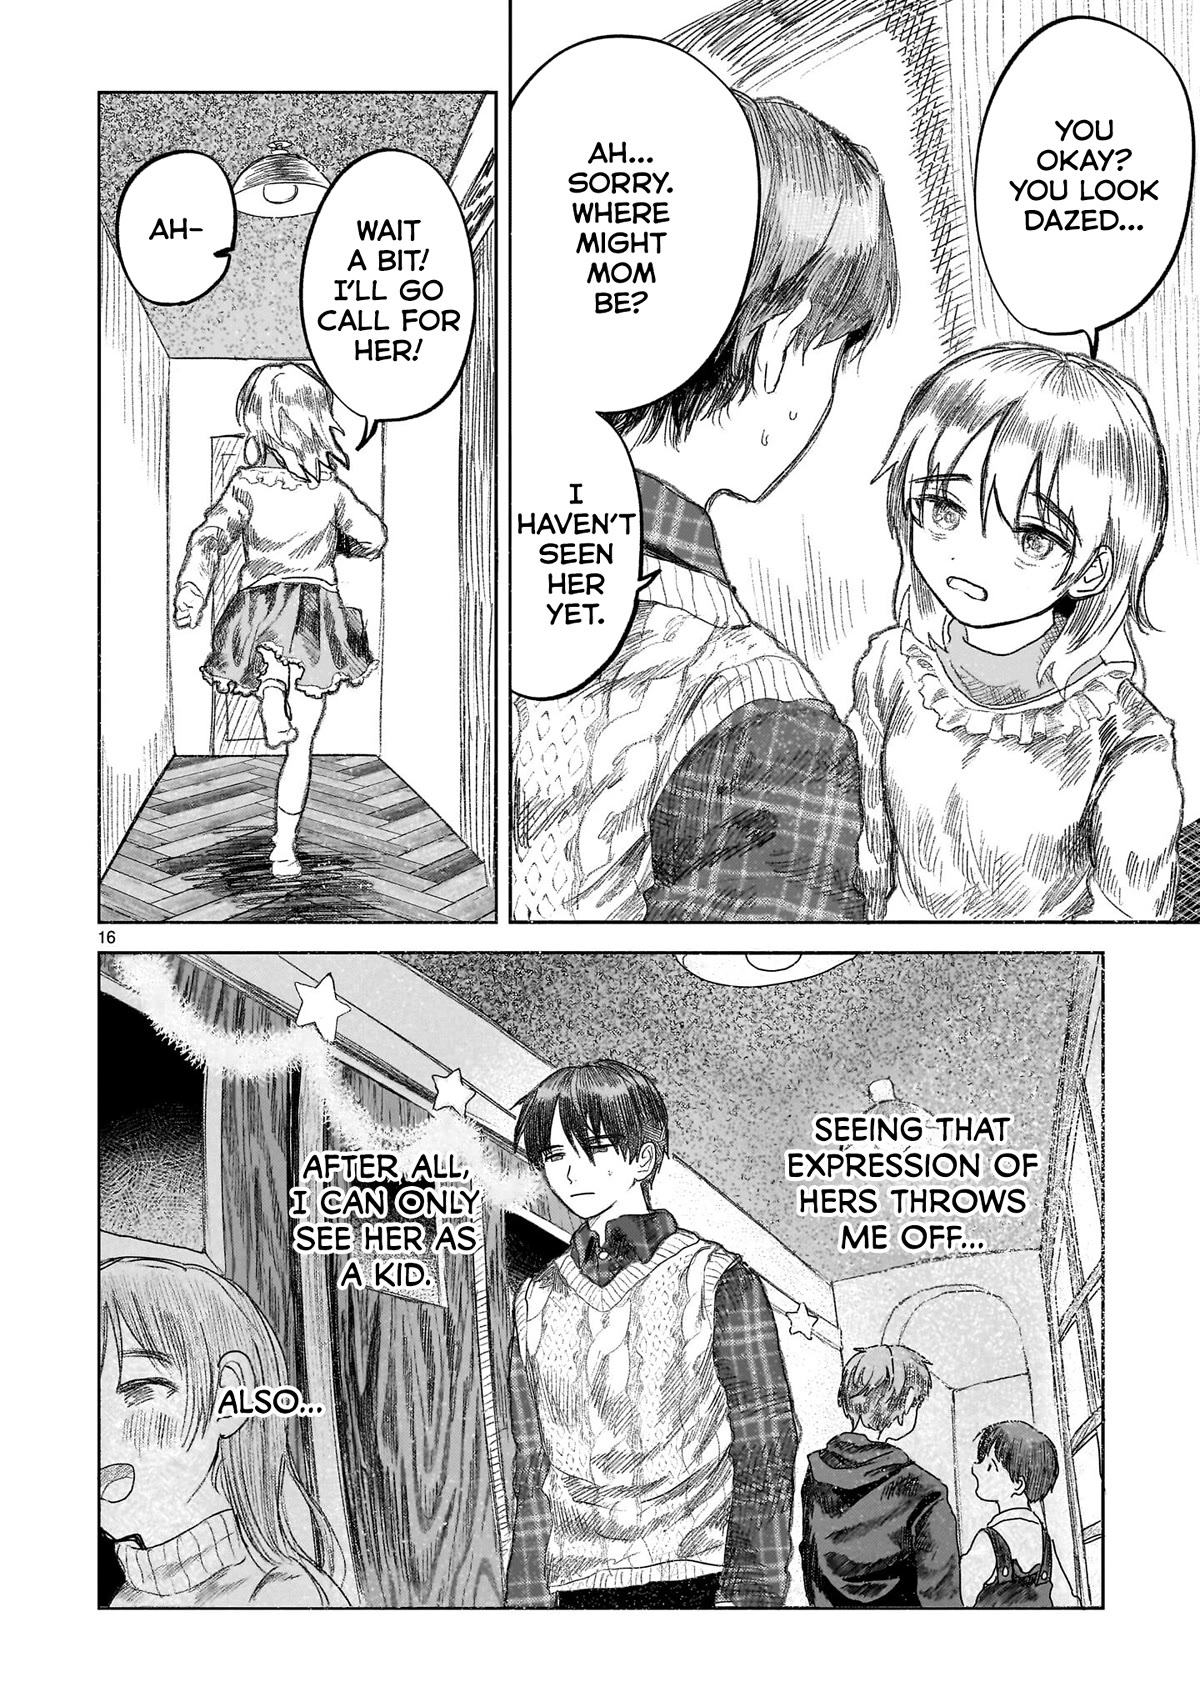 YOU
OKAY?
YOU LOOK
DAZED...
AH...
SORRY.
WHERE
MIGHT
MOM
BE?
I
HAVEN'T
SEEN
HER
YET.
WAIT
A BIT!
I'LL GO
CALL FOR
HER!
AH-
16
SEEING THAT
EXPRESSION OF
HERS THROWS
ME OFF...
AFTER ALL,
I CAN ONLY
SEE HER AS
A KID.
ALSO...